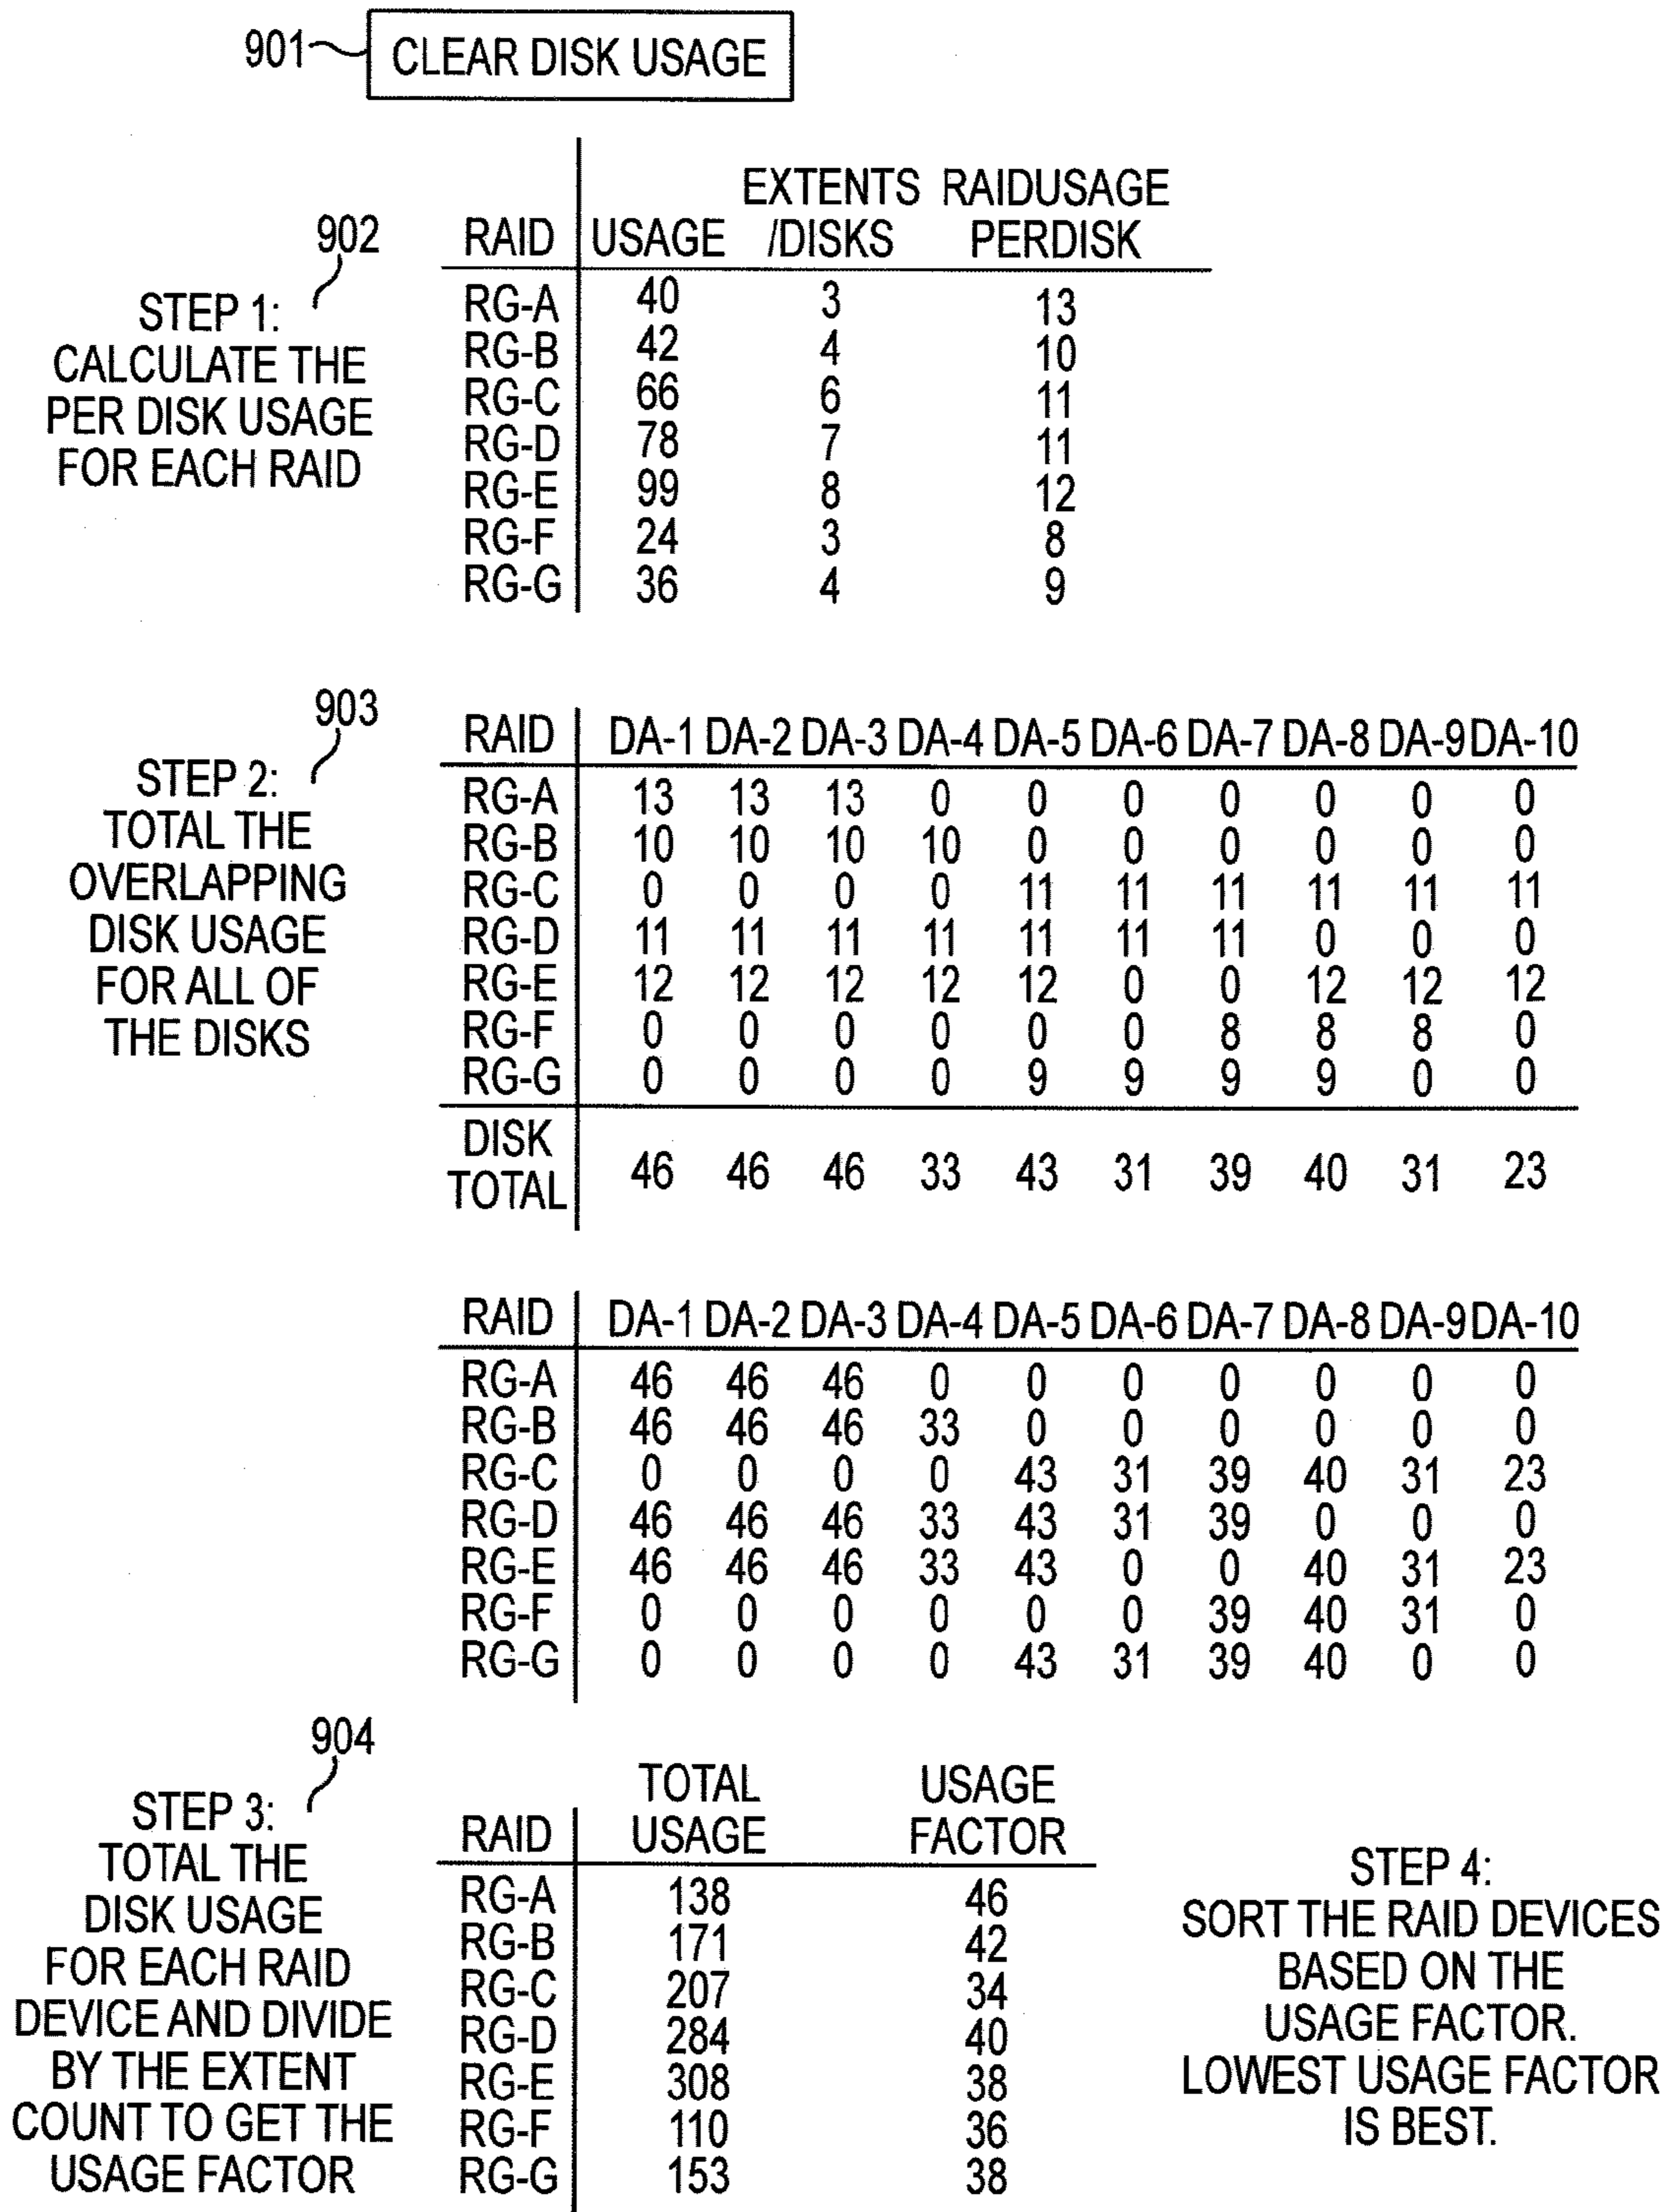 901
CLEAR DISK USAGE
902
STEP 1:
CALCULATE THE
PER DISK USAGE
FOR EACH RAID
EXTENTS RAIDUSAGE
RAID USAGE /DISKS PERDISK
RG-A 40 3 13
RG-B 42 4 10
RG-C 66 6 11
RG-D 78 7 11
RG-E 99 8 12
RG-F 24 3 8
RG-G 36 4 9
903
STEP 2:
TOTAL THE
OVERLAPPING
DISK USAGE
FOR ALL OF
THE DISKS
RAID DA-1 DA-2 DA-3 DA-4 DA-5 DA-6 DA-7 DA-8 DA-9 DA-10
RG-A 13 13 13 0 0 0 0 0 0 0
RG-B 10 10 10 10 0 0 0 0 0 0
RG-C 0 0 0 0 11 11 11 11 11 11
RG-D 11 11 11 11 11 11 11 0 0 0
RG-E 12 12 12 12 12 0 0 12 12 12
RG-F 0 0 0 0 0 0 8 8 8 0
RG-G 0 0 0 0 9 9 9 9 0 0
DISK
TOTAL 46 46 46 33 43 31 39 40 31 23
RAID DA-1 DA-2 DA-3 DA-4 DA-5 DA-6 DA-7 DA-8 DA-9 DA-10
RG-A 46 46 46 0 0 0 0 0 0 0
RG-B 46 46 46 33 0 0 0 0 0 0
RG-C 0 0 0 0 43 31 39 40 31 23
RG-D 46 46 46 33 43 31 39 0 0 0
RG-E 46 46 46 33 43 0 0 40 31 23
RG-F 0 0 0 0 0 0 39 40 31 0
RG-G 0 0 0 0 43 31 39 40 0 0
904
STEP 3:
TOTAL THE
DISK USAGE
FOR EACH RAID
DEVICE AND DIVIDE
BY THE EXTENT
COUNT TO GET THE
USAGE FACTOR
TOTAL USAGE
RAID USAGE FACTOR
RG-A 138 46
RG-B 171 42
RG-C 207 34
RG-D 284 40
RG-E 308 38
RG-F 110 36
RG-G 153 38
STEP 4:
SORT THE RAID DEVICES
BASED ON THE
USAGE FACTOR.
LOWEST USAGE FACTOR
IS BEST.